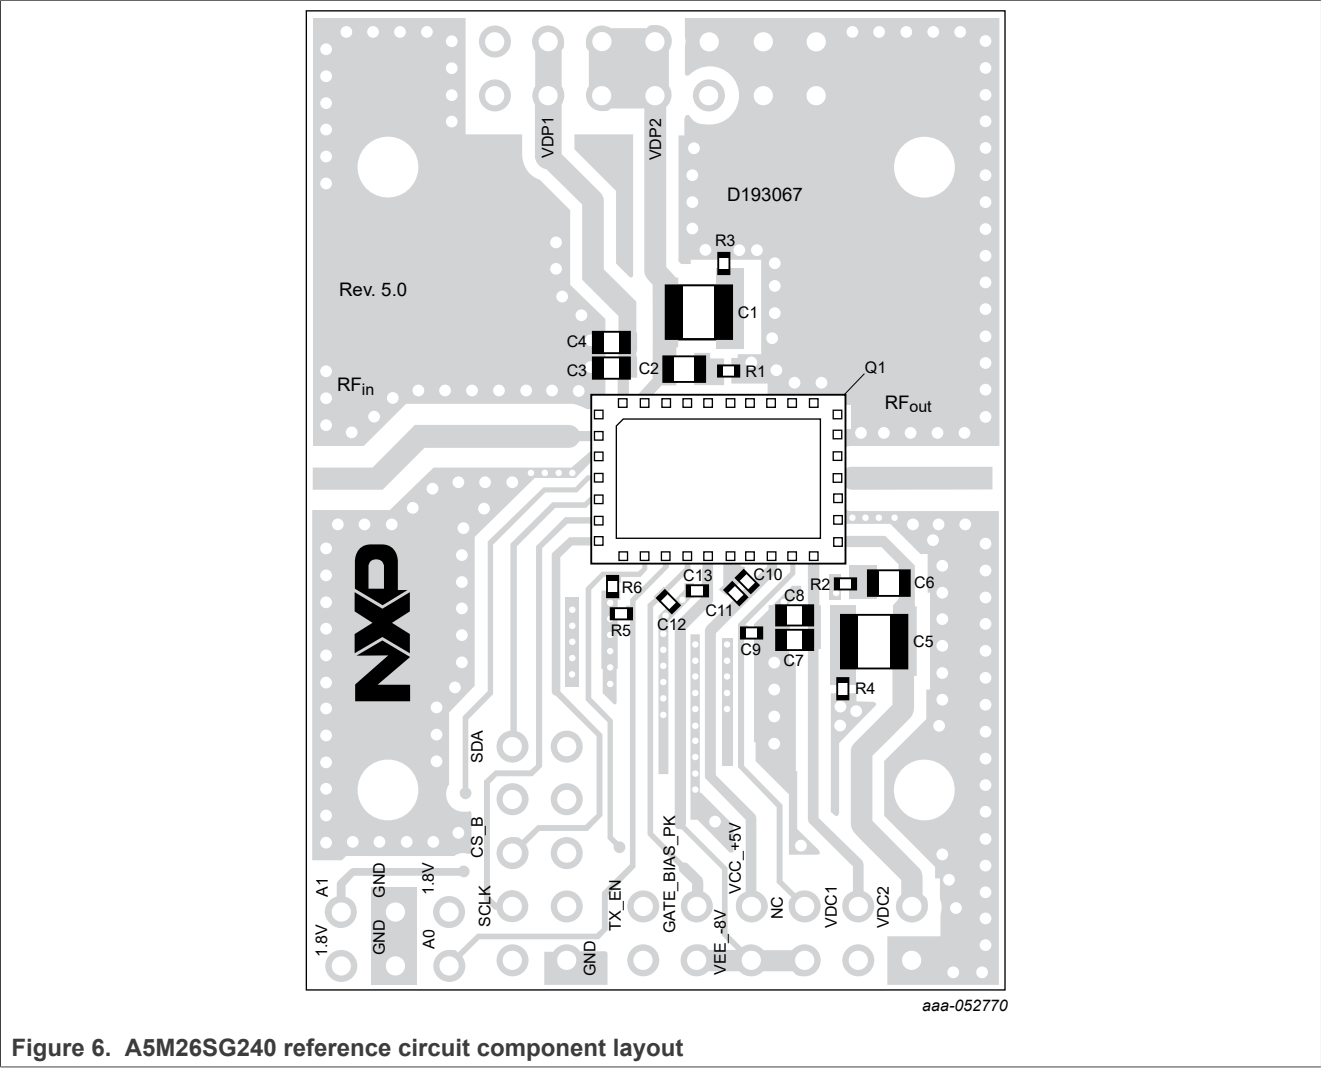 VDP1
VDP2
D193067
R3
Rev. 5.0
C1
C4
C3
C2
R1
Q1
RFin
RFout
NXP
R6
R5
C13
C12
C11
C10
C9
C8
C7
R2
C6
C5
R4
SDA
CS_B
SCLK
A1
GND
1.8V
1.8V
GND
A0
TX_EN
GND
GATE_BIAS_PK
VEE_-8V
VCC_+5V
NC
VDC1
VDC2
aaa-052770
Figure 6. A5M26SG240 reference circuit component layout